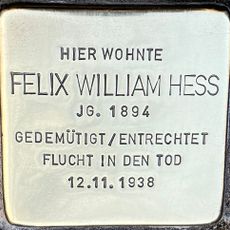 HIER WOHNTE
FELIX WILLIAM HESS
JG. 1894
GEDEMÜTIGT/ENTRECHTET
FLUCHT IN DEN TOD
12.11.1938